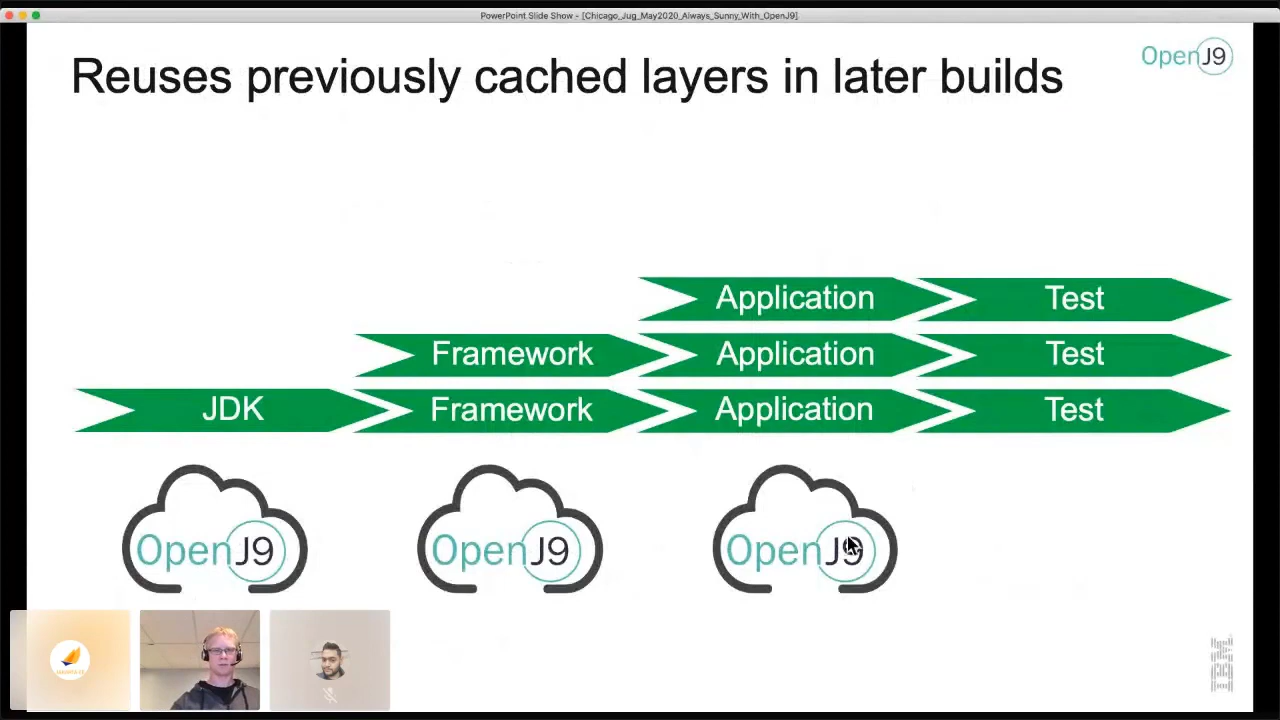 PowerPoint Slide Show - [Chicago_Jug_May2020_Always_Sunny_With_OpenJ9]
OpenJ9
Reuses previously cached layers in later builds
Application Test
Framework Application Test
JDK Framework Application Test
OpenJ9 OpenJ9 OpenJ9
IBM